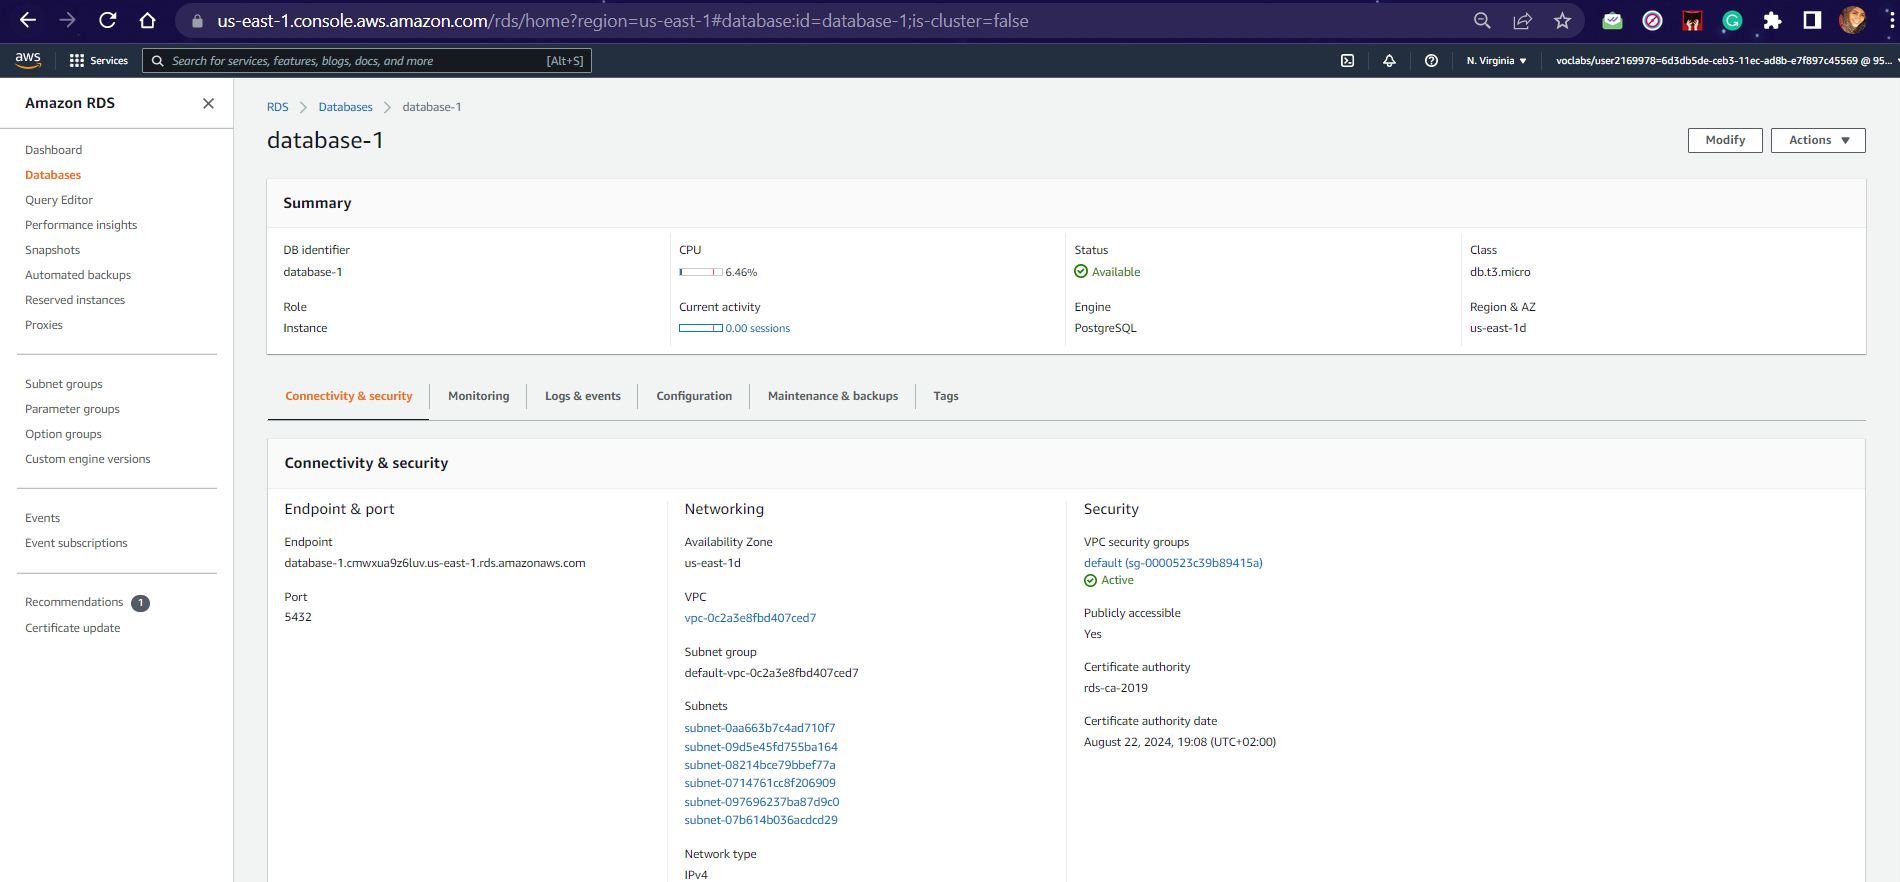 us-east-1.console.aws.amazon.com/rds/home?region=us-east-1#database:id=database-1;is-cluster=false
aws
Services
Search for services, features, blogs, docs, and more
[Alt+S]
N. Virginia
voclabs/user2169978=6d3db5de-ceb3-11ec-ad8b-e7f897c45569 @ 95...
Amazon RDS
Dashboard
Databases
Query Editor
Performance insights
Snapshots
Automated backups
Reserved instances
Proxies
Subnet groups
Parameter groups
Option groups
Custom engine versions
Events
Event subscriptions
Recommendations 1
Certificate update
RDS
Databases
database-1
database-1
Modify
Actions
Summary
DB identifier
database-1
Role
Instance
CPU
6.46%
Current activity
0.00 sessions
Status
Available
Engine
PostgreSQL
Class
db.t3.micro
Region & AZ
us-east-1d
Connectivity & security
Monitoring
Logs & events
Configuration
Maintenance & backups
Tags
Connectivity & security
Endpoint & port
Endpoint
database-1.cmwxua9z6luv.us-east-1.rds.amazonaws.com
Port
5432
Networking
Availability Zone
us-east-1d
VPC
vpc-0c2a3e8fbd407ced7
Subnet group
default-vpc-0c2a3e8fbd407ced7
Subnets
subnet-0aa663b7c4ad710f7
subnet-09d5e45fd755ba164
subnet-08214bce79bbef77a
subnet-0714761cc8f206909
subnet-097696237ba87d9c0
subnet-07b614b036acdcd29
Network type
IPv4
Security
VPC security groups
default (sg-0000523c39b89415a)
Active
Publicly accessible
Yes
Certificate authority
rds-ca-2019
Certificate authority date
August 22, 2024, 19:08 (UTC+02:00)